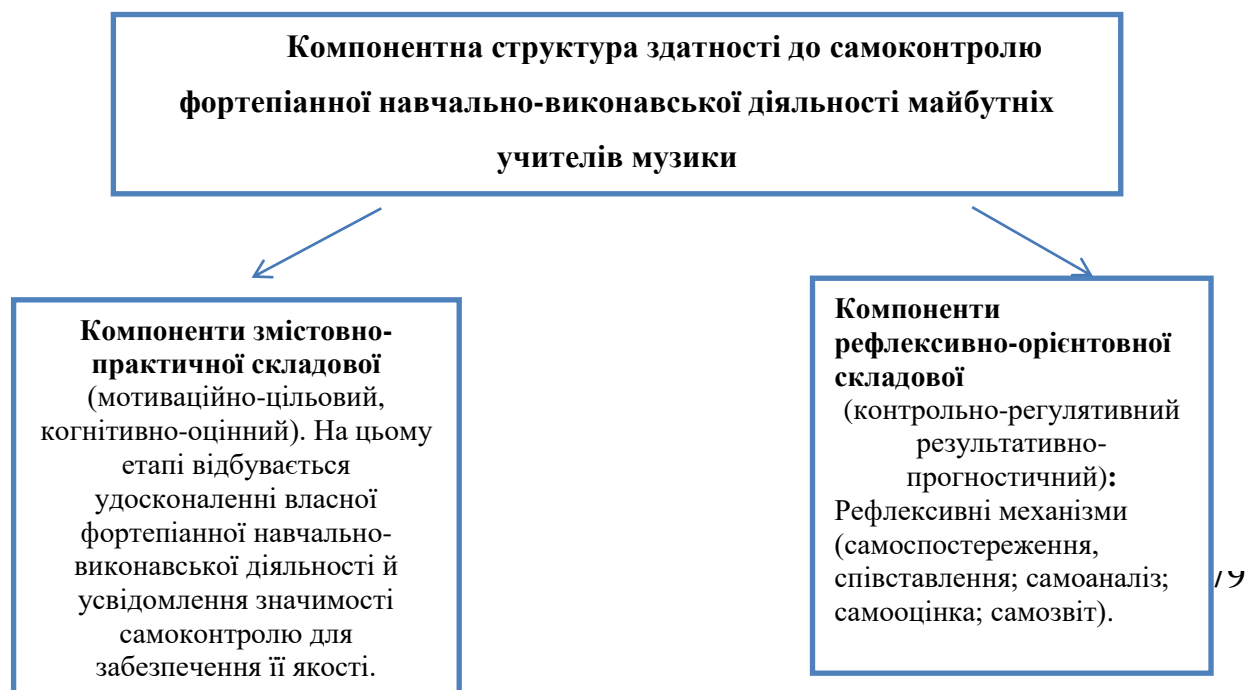 Компонентна структура здатності до самоконтролю
фортепіанної навчально-виконавської діяльності майбутніх
учителів музики
Компоненти змістовно-
практичної складової
(мотиваційно-цільовий,
когнітивно-оцінний). На цьому
етапі відбувається
удосконаленні власної
фортепіанної навчально-
виконавської діяльності й
усвідомлення значимості
самоконтролю для
забезпечення її якості.
Компоненти
рефлексивно-орієнтовної
складової
(контрольно-регулятивний
результативно-
прогностичний):
Рефлексивні механізми
(самоспостереження,
співставлення; самоаналіз;
самооцінка; самозвіт).